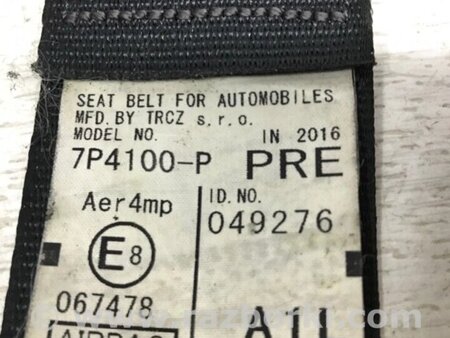 SEAT BELT FOR AUTOMOBILES
MFD. BY TRCZ s.r.o.
MODEL NO. IN 2016
7P4100-P PRE
Aer4mp
ID. NO.
049276
E8
067478
AIRBAG